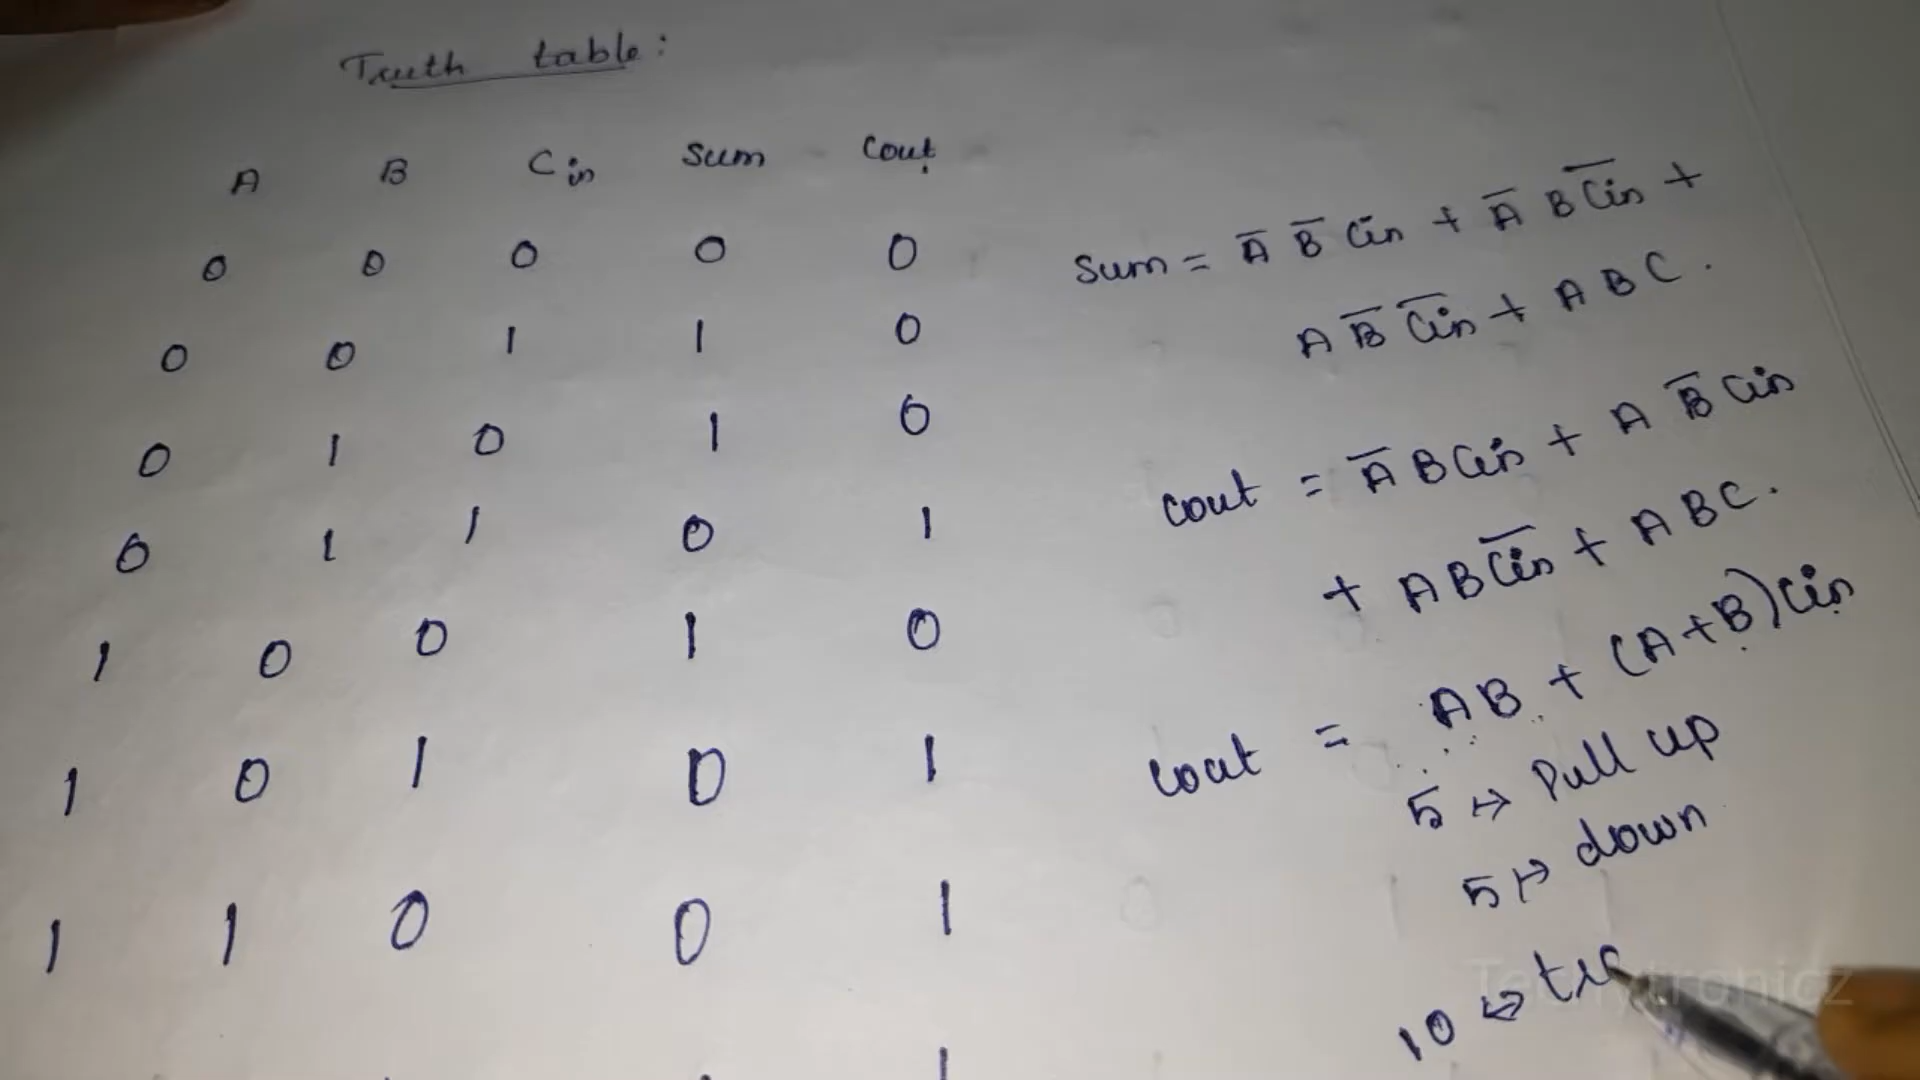 Truth table:
A B Cin Sum Cout
0 0 0 0 0
0 0 1 1 0
0 1 0 1 0
0 1 1 0 1
1 0 0 1 0
1 0 1 0 1
1 1 0 0 1
1
Sum = A̅ B̅ Cin + A̅ B C̅i̅n̅ +
A B̅ C̅i̅n̅ + A B C .
Cout = A̅ B Cin + A B̅ Cin
+ A B C̅i̅n̅ + A B C .
Cout = AB + (A+B) Cin
5 ↦ Pull up
5 ↦ down
10 ↔
Techytronicz